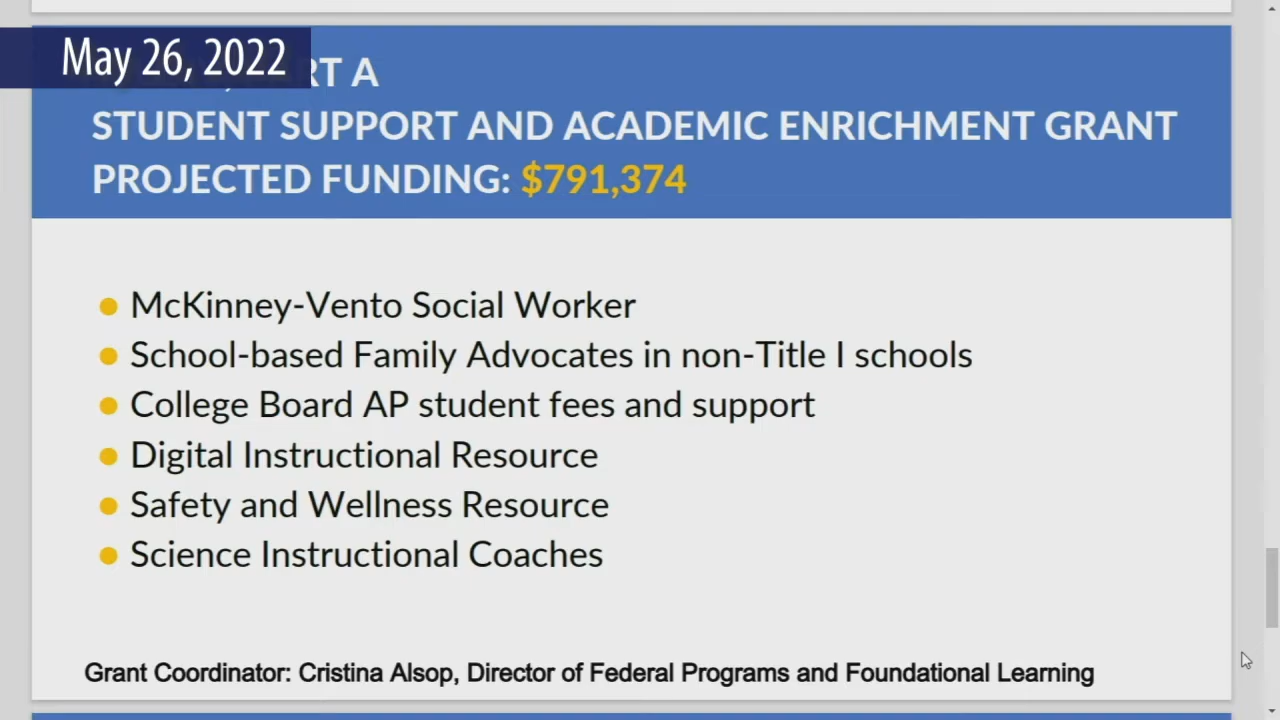 May 26, 2022
RT A
STUDENT SUPPORT AND ACADEMIC ENRICHMENT GRANT
PROJECTED FUNDING: $791,374
McKinney-Vento Social Worker
School-based Family Advocates in non-Title I schools
College Board AP student fees and support
Digital Instructional Resource
Safety and Wellness Resource
Science Instructional Coaches
Grant Coordinator: Cristina Alsop, Director of Federal Programs and Foundational Learning